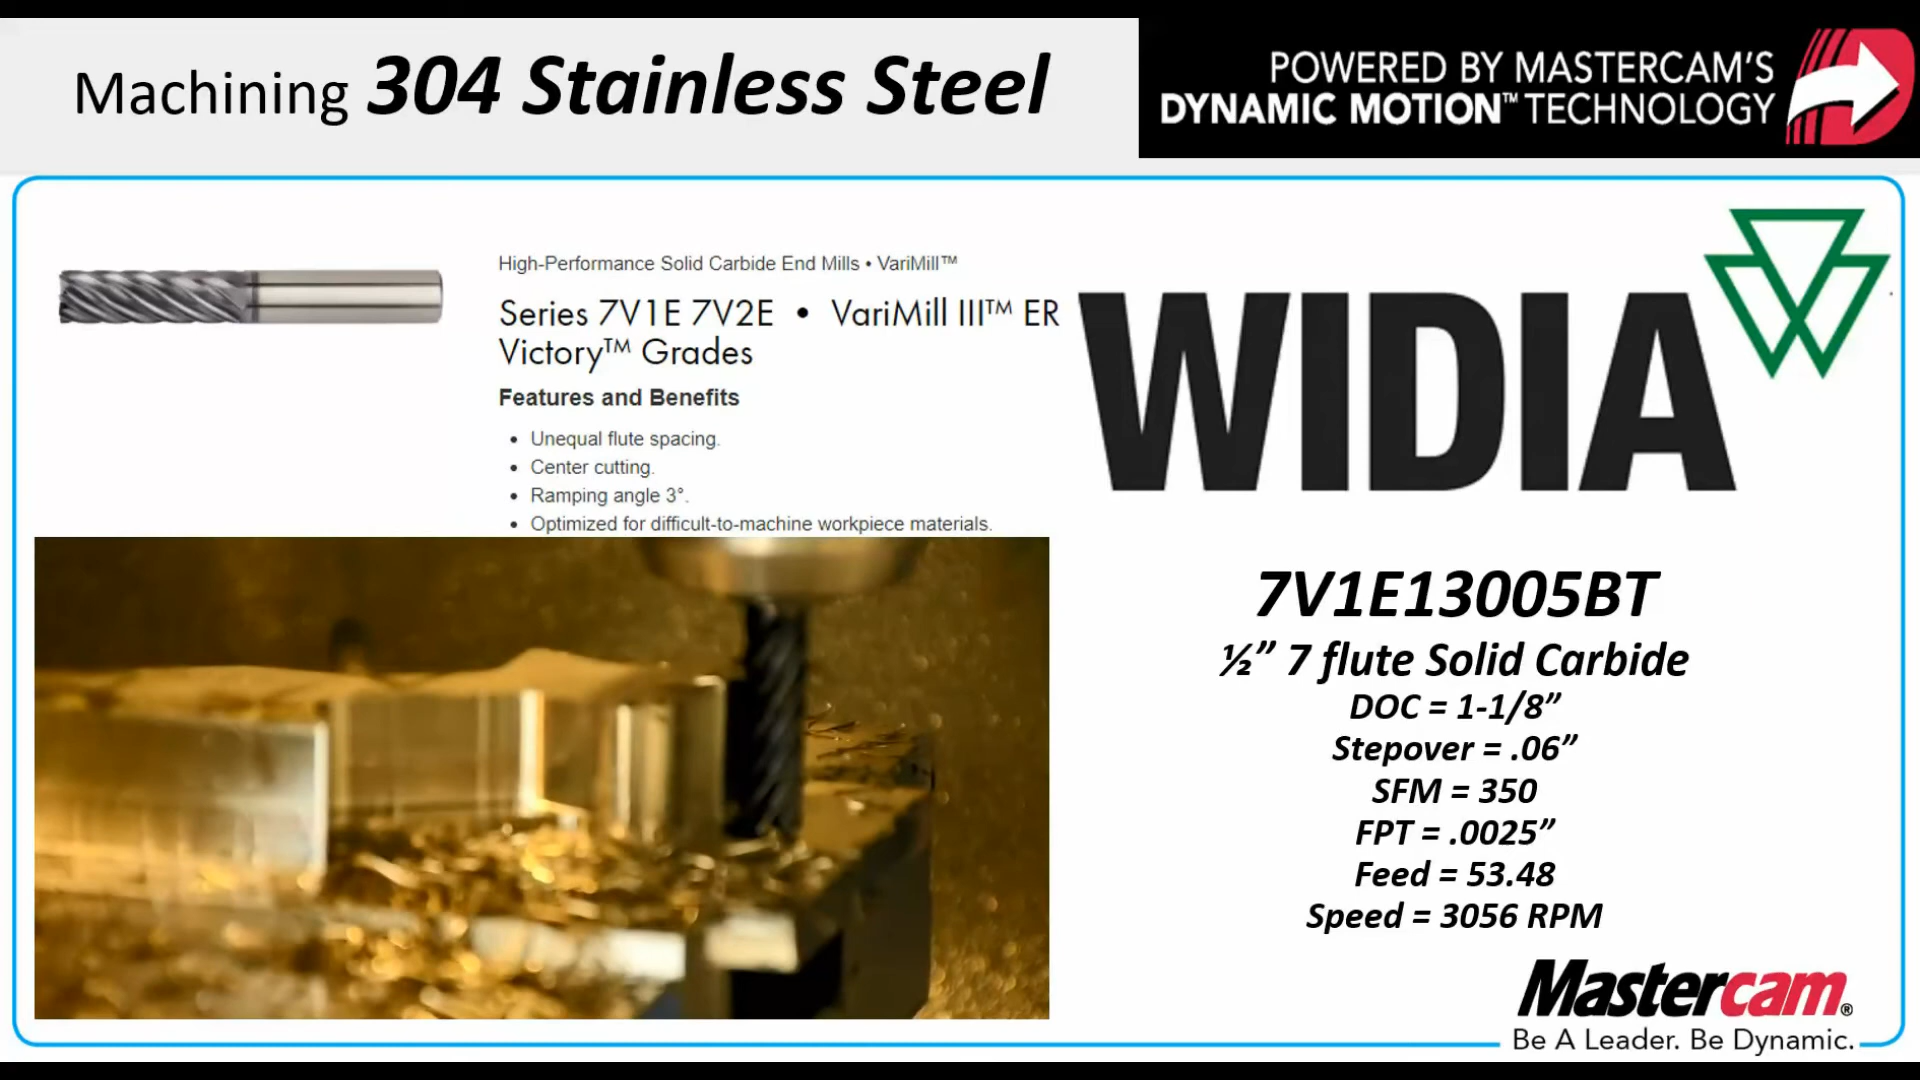 Machining 304 Stainless Steel
POWERED BY MASTERCAM'S
DYNAMIC MOTION™ TECHNOLOGY
High-Performance Solid Carbide End Mills • VariMill™
Series 7V1E 7V2E • VariMill III™ ER
Victory™ Grades
Features and Benefits
• Unequal flute spacing.
• Center cutting.
• Ramping angle 3°.
• Optimized for difficult-to-machine workpiece materials.
WIDIA
7V1E13005BT
½” 7 flute Solid Carbide
DOC = 1-1/8”
Stepover = .06”
SFM = 350
FPT = .0025”
Feed = 53.48
Speed = 3056 RPM
Mastercam®
Be A Leader. Be Dynamic.